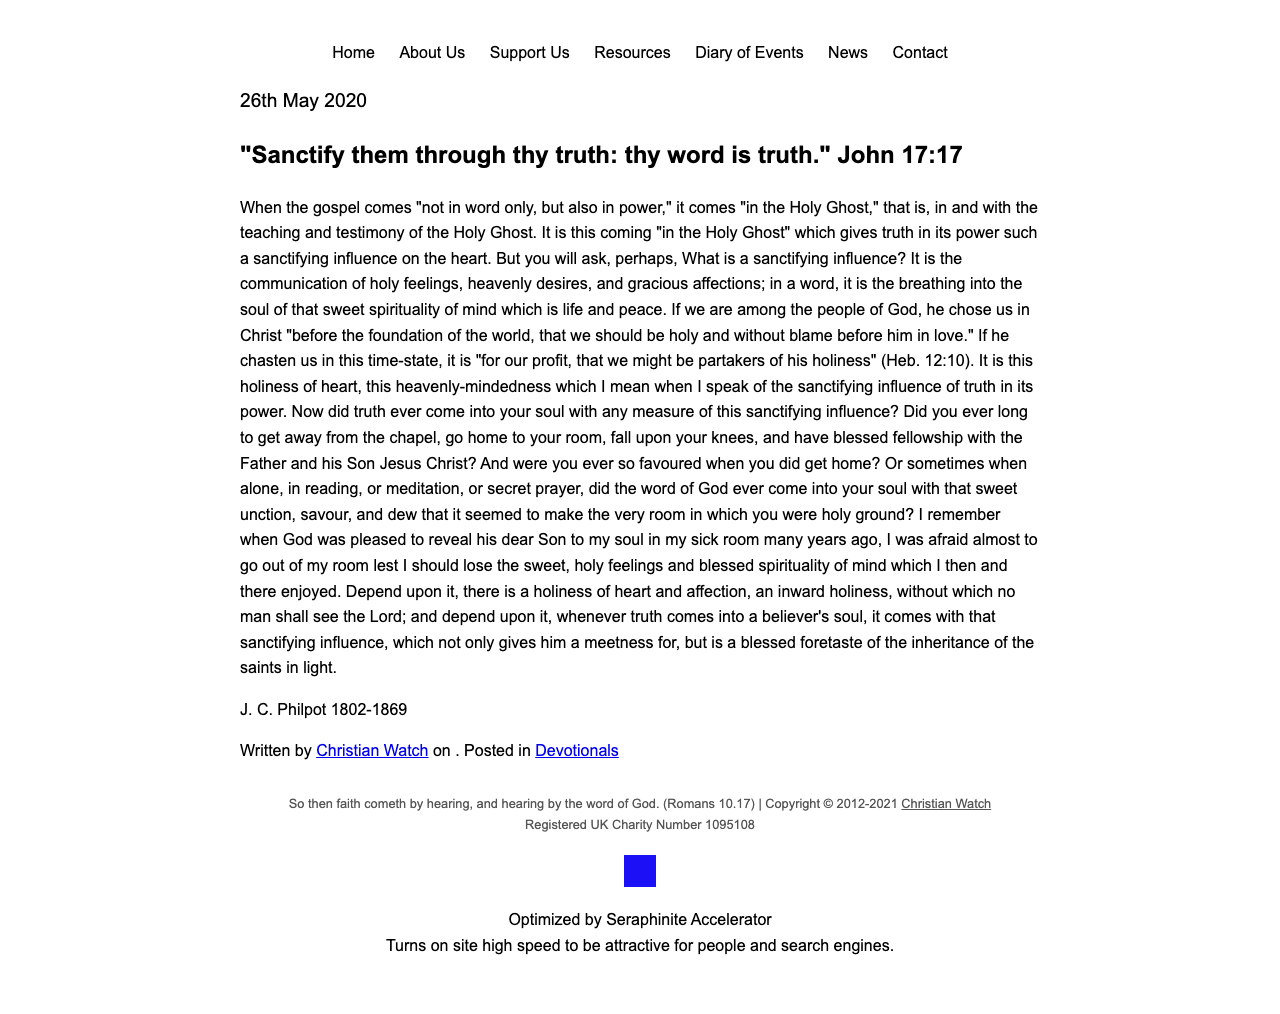 Home About Us Support Us Resources Diary of Events News Contact
26th May 2020
"Sanctify them through thy truth: thy word is truth." John 17:17
When the gospel comes "not in word only, but also in power," it comes "in the Holy Ghost," that is, in and with the
teaching and testimony of the Holy Ghost. It is this coming "in the Holy Ghost" which gives truth in its power such
a sanctifying influence on the heart. But you will ask, perhaps, What is a sanctifying influence? It is the
communication of holy feelings, heavenly desires, and gracious affections; in a word, it is the breathing into the
soul of that sweet spirituality of mind which is life and peace. If we are among the people of God, he chose us in
Christ "before the foundation of the world, that we should be holy and without blame before him in love." If he
chasten us in this time-state, it is "for our profit, that we might be partakers of his holiness" (Heb. 12:10). It is this
holiness of heart, this heavenly-mindedness which I mean when I speak of the sanctifying influence of truth in its
power. Now did truth ever come into your soul with any measure of this sanctifying influence? Did you ever long
to get away from the chapel, go home to your room, fall upon your knees, and have blessed fellowship with the
Father and his Son Jesus Christ? And were you ever so favoured when you did get home? Or sometimes when
alone, in reading, or meditation, or secret prayer, did the word of God ever come into your soul with that sweet
unction, savour, and dew that it seemed to make the very room in which you were holy ground? I remember
when God was pleased to reveal his dear Son to my soul in my sick room many years ago, I was afraid almost to
go out of my room lest I should lose the sweet, holy feelings and blessed spirituality of mind which I then and
there enjoyed. Depend upon it, there is a holiness of heart and affection, an inward holiness, without which no
man shall see the Lord; and depend upon it, whenever truth comes into a believer's soul, it comes with that
sanctifying influence, which not only gives him a meetness for, but is a blessed foretaste of the inheritance of the
saints in light.
J. C. Philpot 1802-1869
Written by Christian Watch on . Posted in Devotionals
So then faith cometh by hearing, and hearing by the word of God. (Romans 10.17) | Copyright © 2012-2021 Christian Watch
Registered UK Charity Number 1095108
Optimized by Seraphinite Accelerator
Turns on site high speed to be attractive for people and search engines.